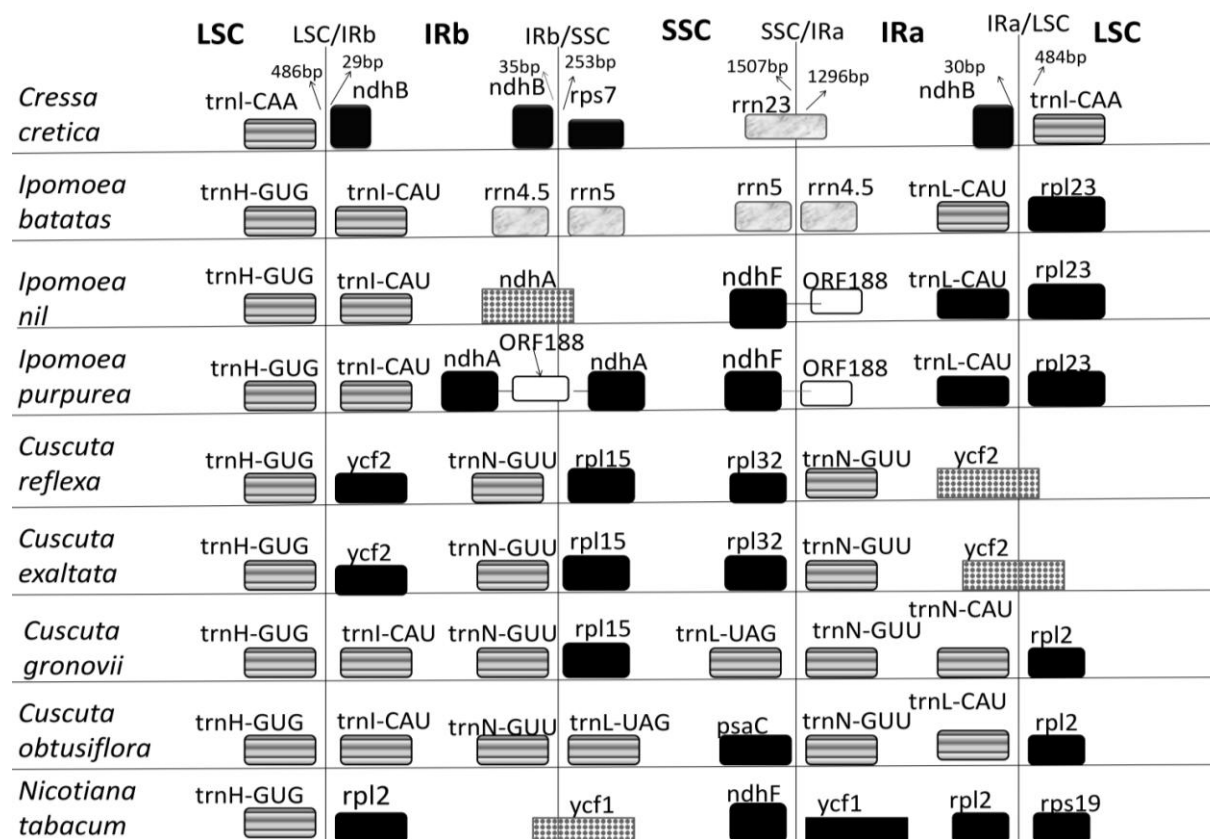 LSC LSC/IRb IRb IRb/SSC SSC SSC/IRa IRa IRa/LSC LSC
486bp 29bp 35bp 253bp 1507bp 1296bp 30bp 484bp
Cressa cretica
trnI-CAA ndhB ndhB rps7 rrn23 ndhB trnI-CAA
Ipomoea batatas
trnH-GUG trnI-CAU rrn4.5 rrn5 rrn5 rrn4.5 trnL-CAU rpl23
Ipomoea nil
trnH-GUG trnI-CAU ndhA ndhF ORF188 trnL-CAU rpl23
Ipomoea purpurea
trnH-GUG trnI-CAU ndhA ORF188 ndhA ndhF ORF188 trnL-CAU rpl23
Cuscuta reflexa
trnH-GUG ycf2 trnN-GUU rpl15 rpl32 trnN-GUU ycf2
Cuscuta exaltata
trnH-GUG ycf2 trnN-GUU rpl15 rpl32 trnN-GUU ycf2
Cuscuta gronovii
trnH-GUG trnI-CAU trnN-GUU rpl15 trnL-UAG trnN-GUU trnN-CAU rpl2
Cuscuta obtusiflora
trnH-GUG trnI-CAU trnN-GUU trnL-UAG psaC trnN-GUU trnL-CAU rpl2
Nicotiana tabacum
trnH-GUG rpl2 ycf1 ndhF ycf1 rpl2 rps19